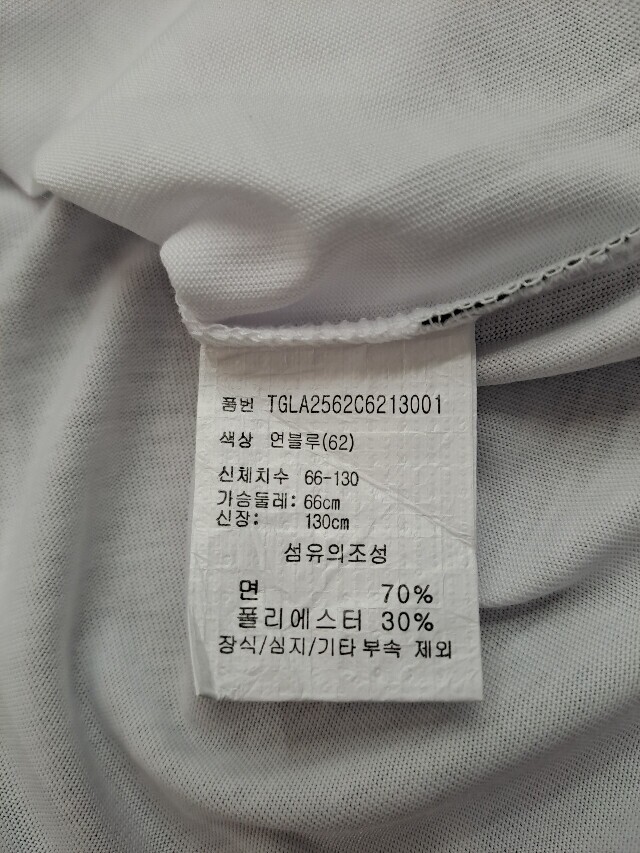 품번 TGLA2562C6213001
색상 연블루(62)
신체치수 66-130
가슴둘레: 66cm
신장: 130cm
섬유의조성
면 70%
폴리에스터 30%
장식/심지/기타부속 제외